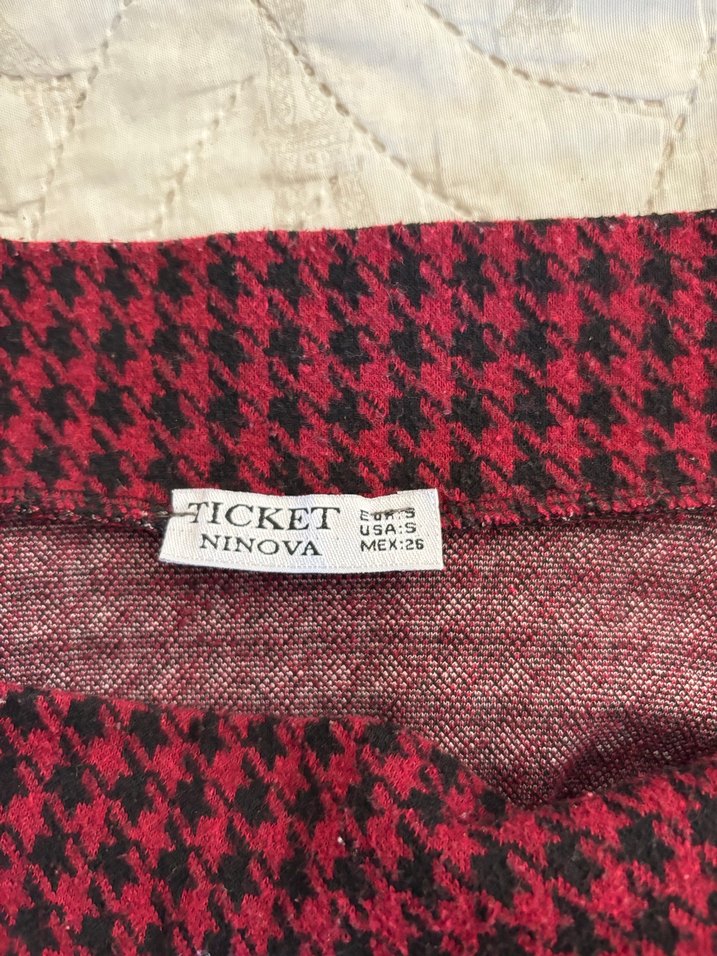 TICKET
NINOVA
EUR:S
USA:S
MEX:26